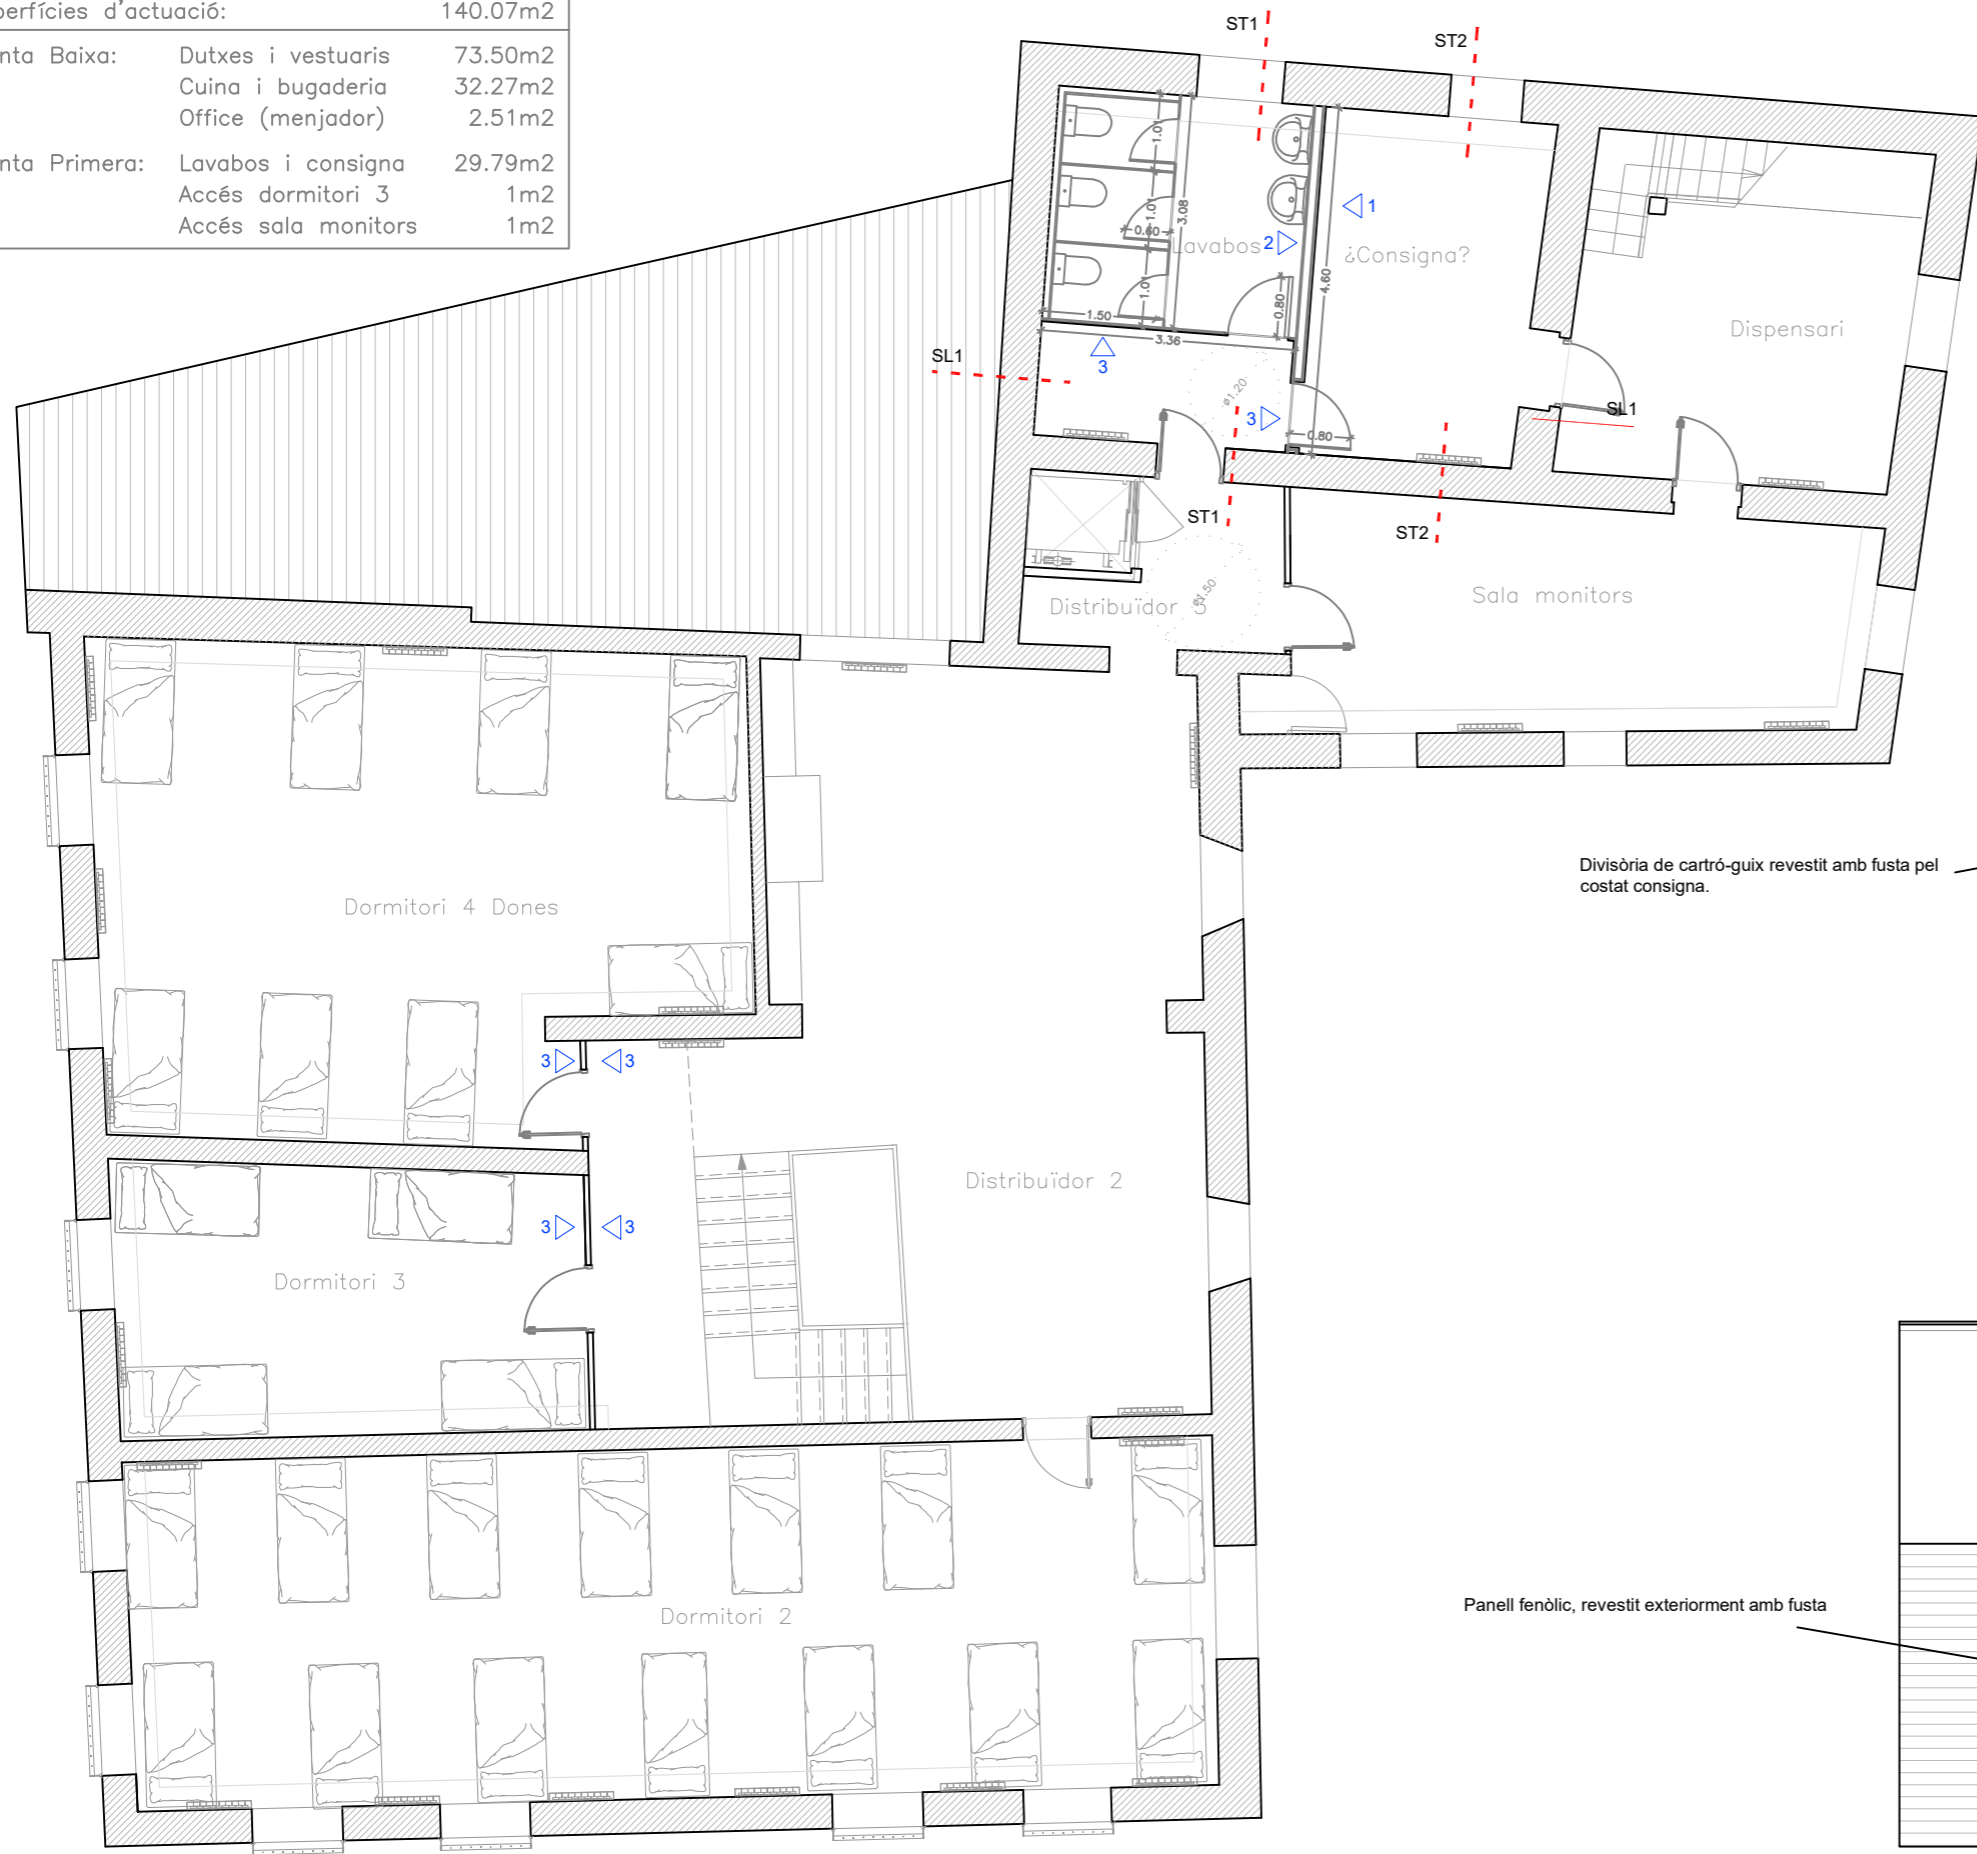 perfícies d'actuació: 140.07m2
nta Baixa: Dutxes i vestuaris 73.50m2
Cuina i bugaderia 32.27m2
Office (menjador) 2.51m2
nta Primera: Lavabos i consigna 29.79m2
Accés dormitori 3 1m2
Accés sala monitors 1m2
ST1
ST2
1.01
1.01
0.60
1.01
3.08
1.50
3.36
Lavabos
2
1
¿Consigna?
4.60
0.80
Dispensari
SL1
3
ø1.20
3
0.80
SL1
ST1
ST2
ø1.50
Distribuïdor 3
Sala monitors
Divisòria de cartró-guix revestit amb fusta pel
costat consigna.
Dormitori 4 Dones
3
3
Distribuïdor 2
3
3
Dormitori 3
Panell fenòlic, revestit exteriorment amb fusta
Dormitori 2